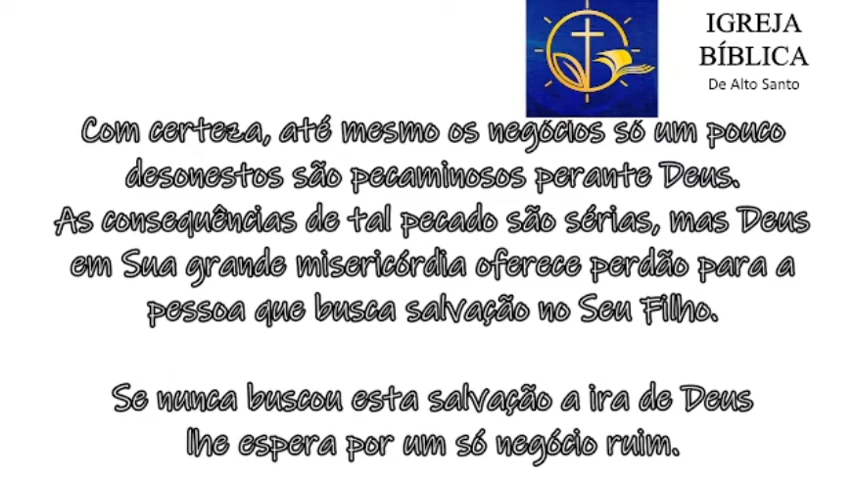 IGREJA
BÍBLICA
De Alto Santo
Com certeza, até mesmo os negócios só um pouco
desonestos são pecaminosos perante Deus.
As consequências de tal pecado são sérias, mas Deus
em Sua grande misericórdia oferece perdão para a
pessoa que busca salvação no Seu Filho.
Se nunca buscou esta salvação a ira de Deus
lhe espera por um só negócio ruim.